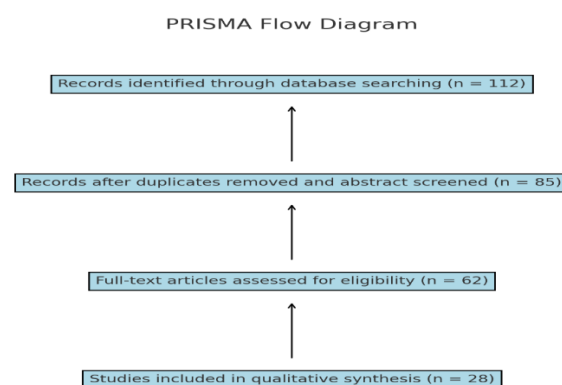 PRISMA Flow Diagram
Records identified through database searching (n = 112)
Records after duplicates removed and abstract screened (n = 85)
Full-text articles assessed for eligibility (n = 62)
Studies included in qualitative synthesis (n = 28)